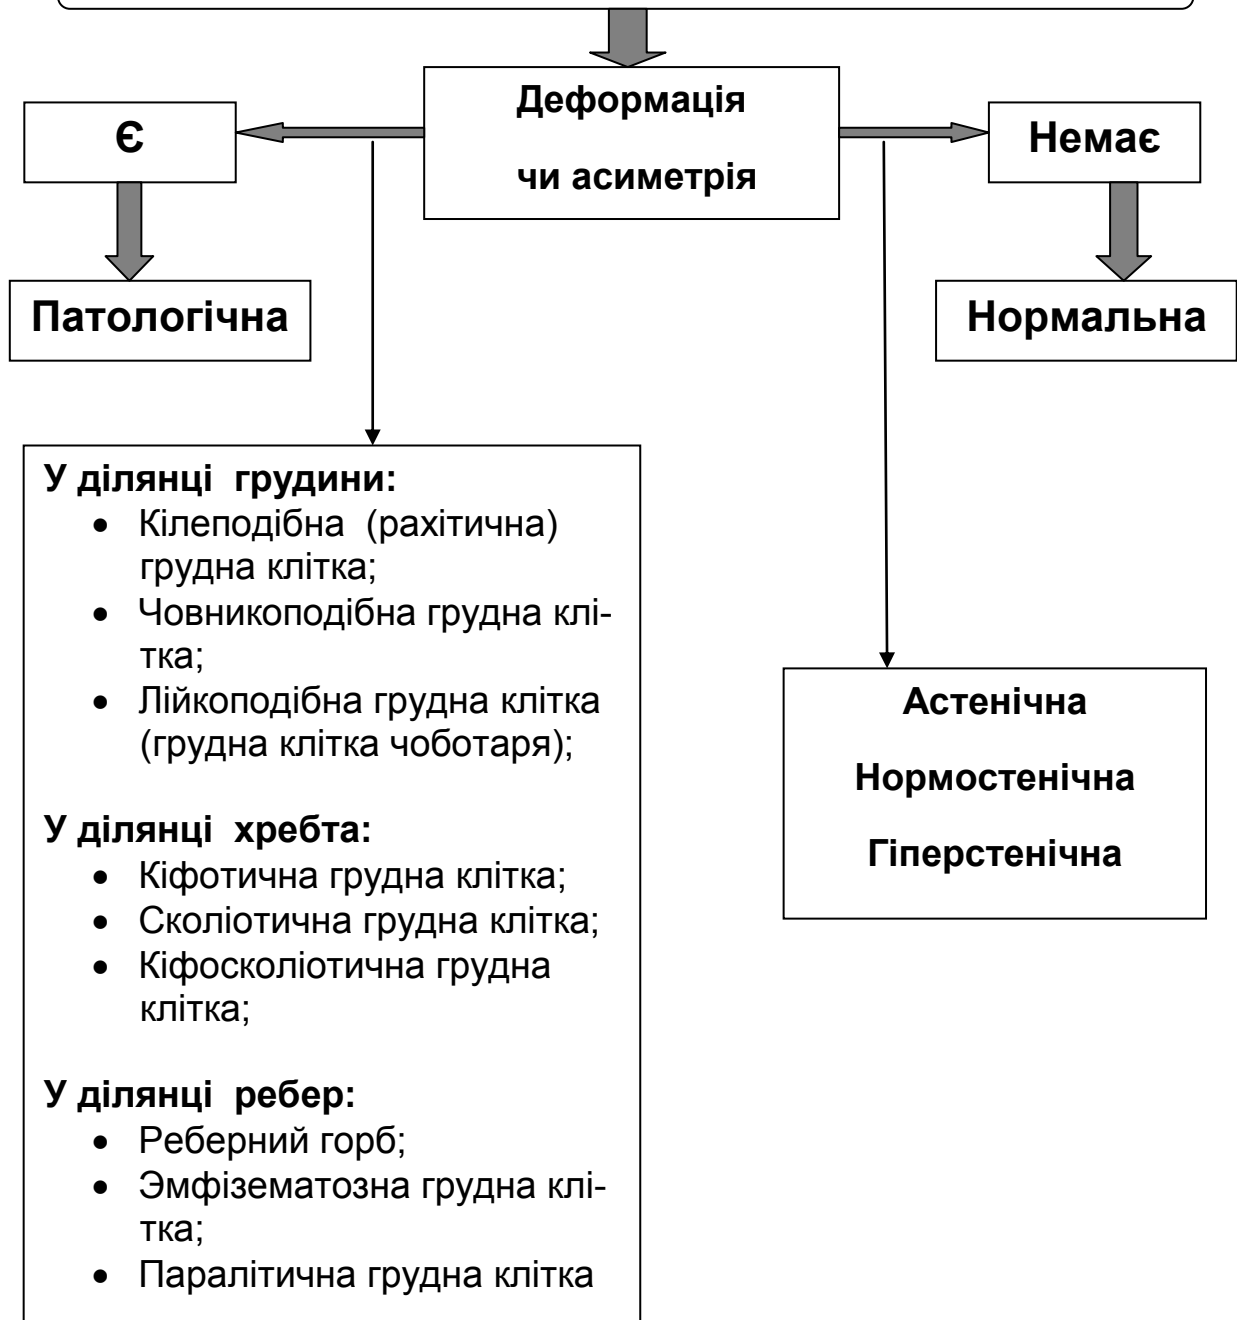 Деформація
чи асиметрія
Є
Немає
Патологічна
Нормальна
У ділянці грудини:
• Кілеподібна (рахітична)
грудна клітка;
• Човникоподібна грудна клі-
тка;
• Лійкоподібна грудна клітка
(грудна клітка чоботаря);
У ділянці хребта:
• Кіфотична грудна клітка;
• Сколіотична грудна клітка;
• Кіфосколіотична грудна
клітка;
У ділянці ребер:
• Реберний горб;
• Эмфізематозна грудна клі-
тка;
• Паралітична грудна клітка
Астенічна
Нормостенічна
Гіперстенічна